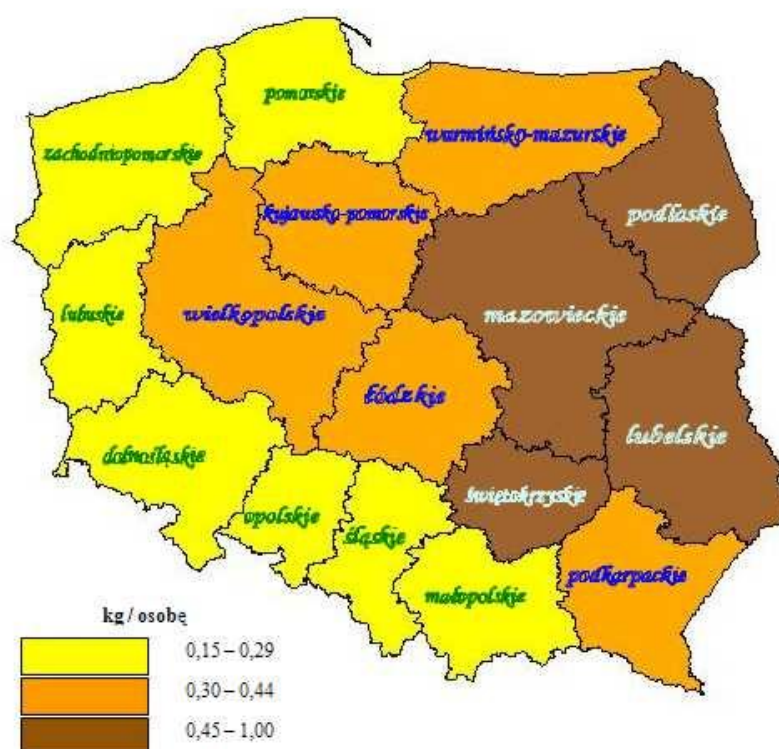 pomorskie
zachodniopomorskie
warmińsko-mazurskie
kujawsko-pomorskie
podlaskie
lubuskie
wielkopolskie
mazowieckie
łódzkie
lubelskie
dolnośląskie
opolskie
świętokrzyskie
śląskie
małopolskie
podkarpackie
kg / osobę
0,15 – 0,29
0,30 – 0,44
0,45 – 1,00